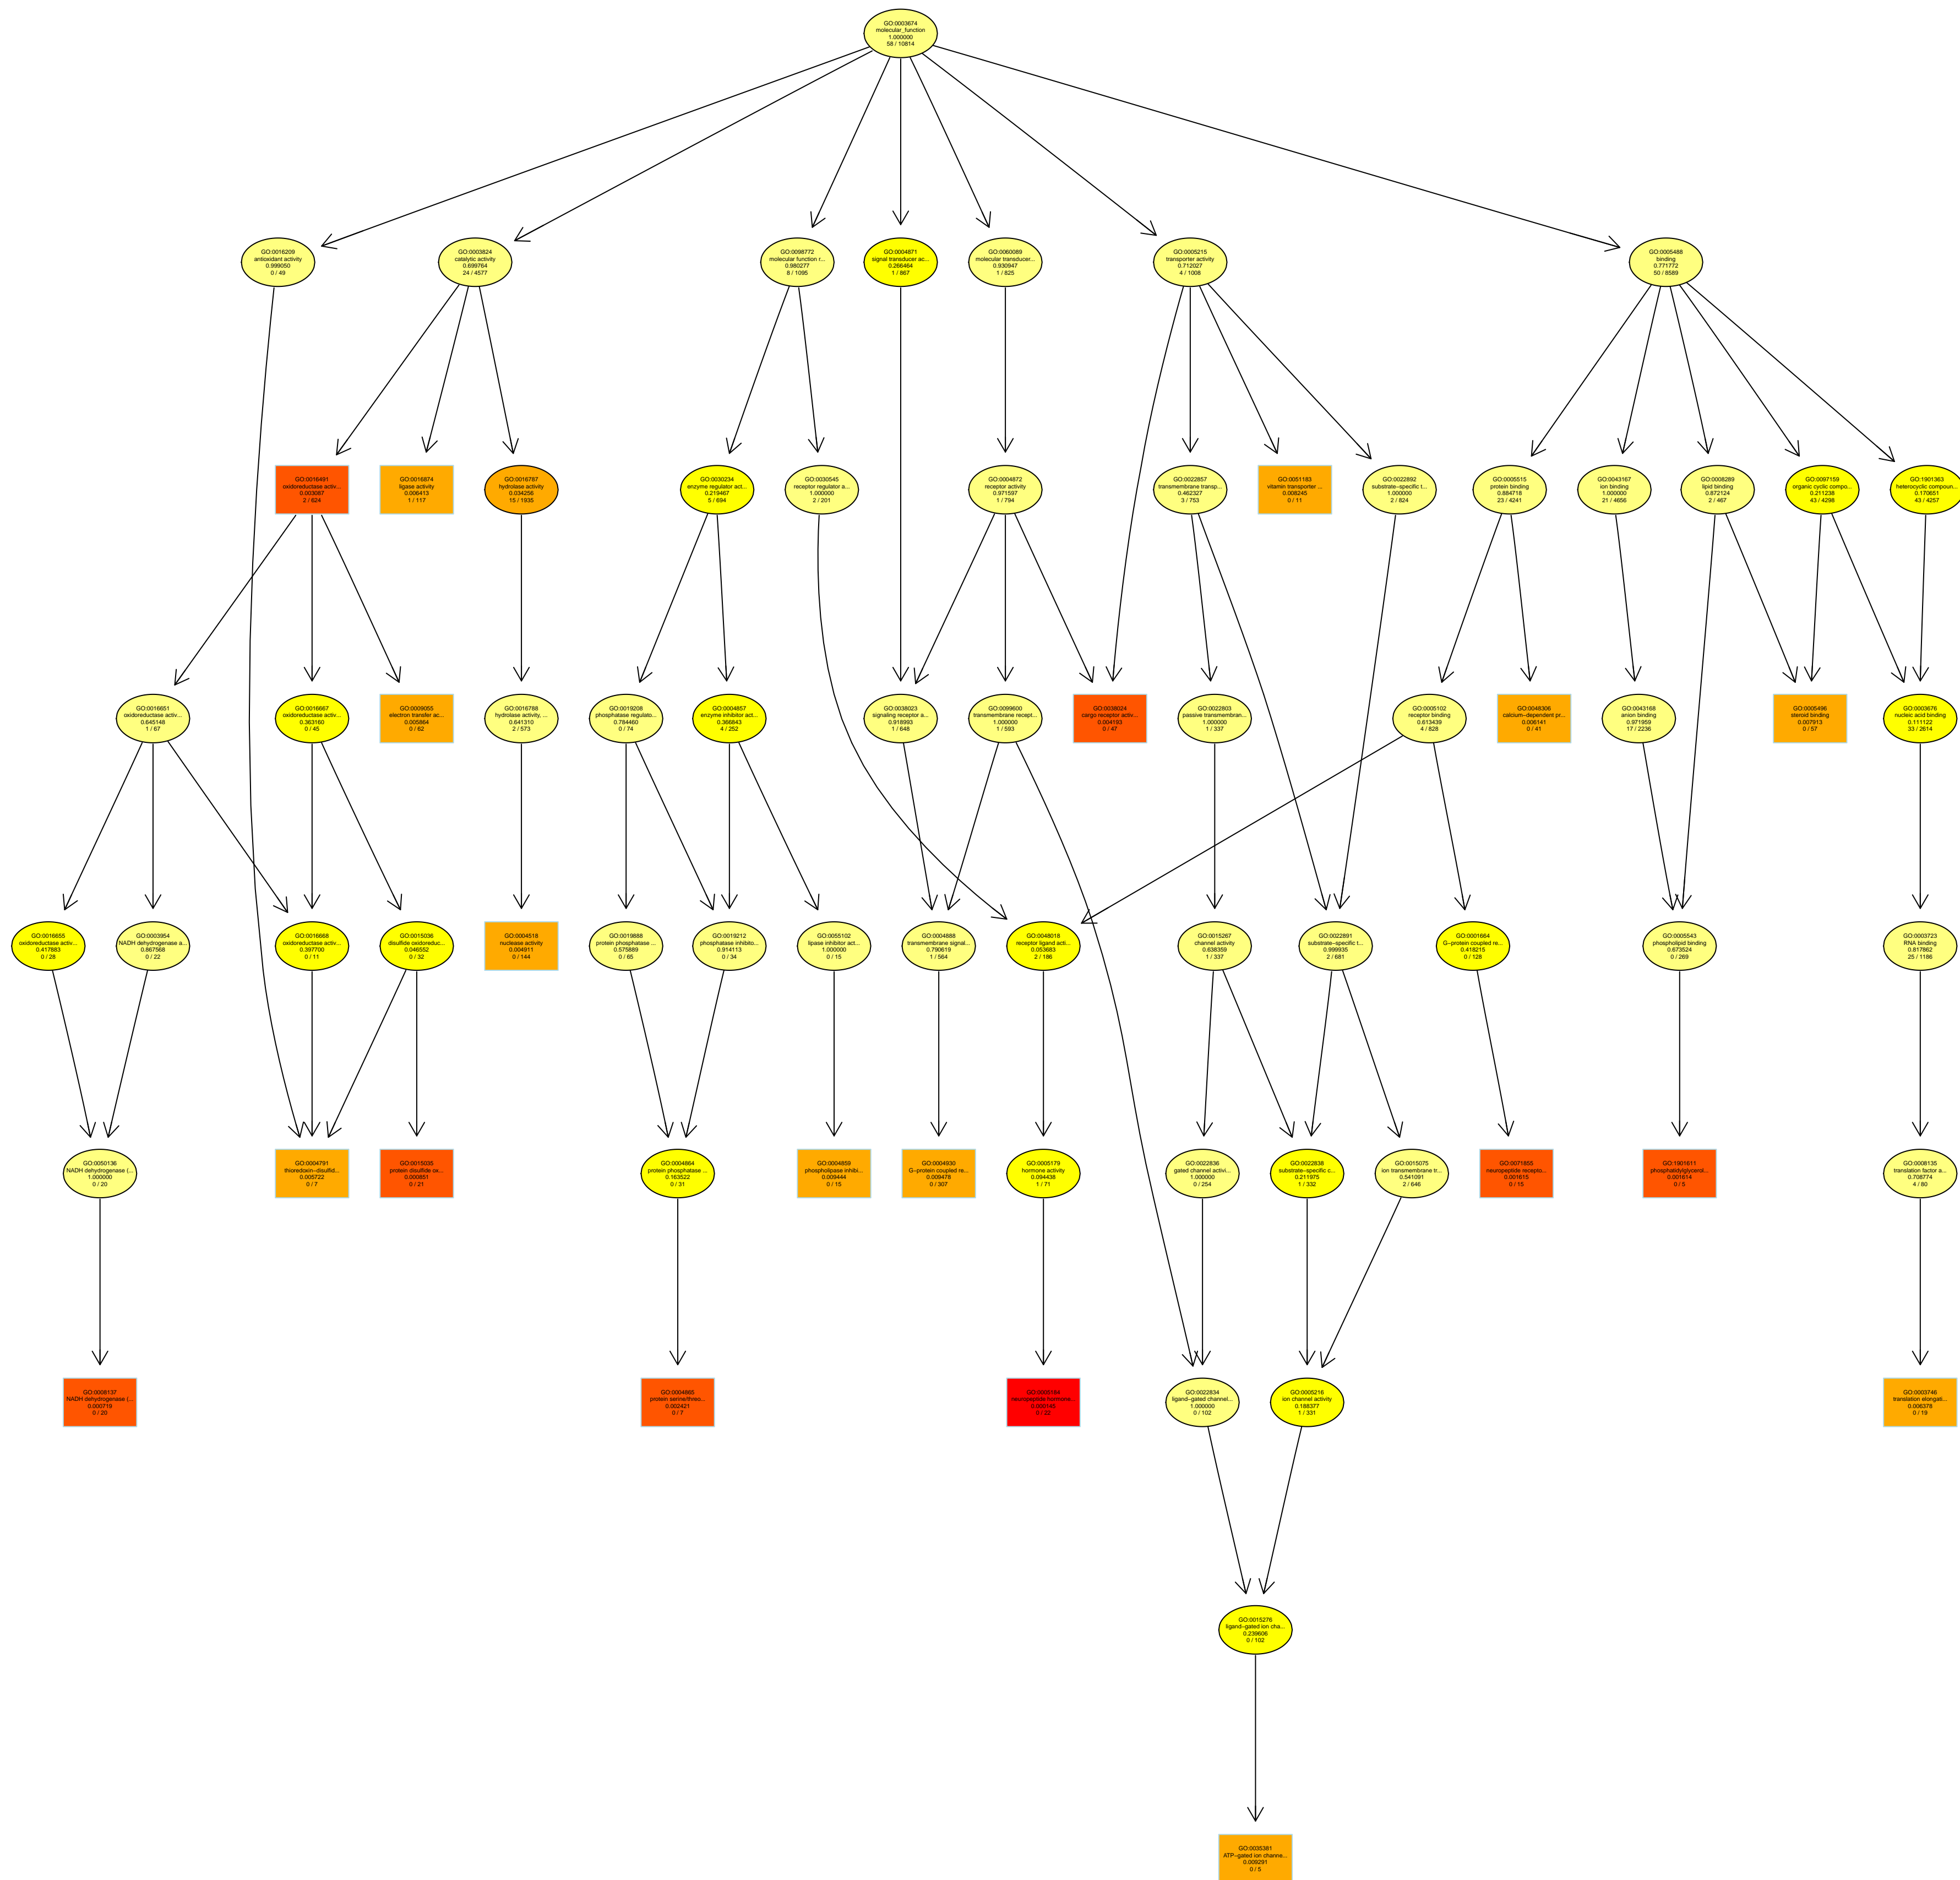 GO:0003674
molecular_function
1.000000
58 / 10814
GO:0016209
antioxidant activity
0.999050
0 / 49
GO:0003824
catalytic activity
0.699764
24 / 4577
GO:0098772
molecular function r...
0.980277
8 / 1095
GO:0004871
signal transducer ac...
0.266464
1 / 867
GO:0060089
molecular transducer...
0.930947
1 / 825
GO:0005215
transporter activity
0.712027
4 / 1008
GO:0005488
binding
0.771772
50 / 8589
GO:0016491
oxidoreductase activ...
0.003087
2 / 624
GO:0016874
ligase activity
0.006413
1 / 117
GO:0016787
hydrolase activity
0.034256
15 / 1935
GO:0030234
enzyme regulator act...
0.219467
5 / 694
GO:0030545
receptor regulator a...
1.000000
2 / 201
GO:0004872
receptor activity
0.971597
1 / 794
GO:0022857
transmembrane transp...
0.462327
3 / 753
GO:0051183
vitamin transporter ...
0.008245
0 / 11
GO:0022892
substrate−specific t...
1.000000
2 / 824
GO:0005515
protein binding
0.884718
23 / 4241
GO:0043167
ion binding
1.000000
21 / 4656
GO:0008289
lipid binding
0.872124
2 / 467
GO:0097159
organic cyclic compo...
0.211238
43 / 4298
GO:1901363
heterocyclic compoun...
0.170651
43 / 4257
GO:0016651
oxidoreductase activ...
0.645148
1 / 67
GO:0016667
oxidoreductase activ...
0.363160
0 / 45
GO:0009055
electron transfer ac...
0.005864
0 / 62
GO:0016788
hydrolase activity, ...
0.641310
2 / 573
GO:0019208
phosphatase regulato...
0.784460
0 / 74
GO:0004857
enzyme inhibitor act...
0.366843
4 / 252
GO:0038023
signaling receptor a...
0.918993
1 / 648
GO:0099600
transmembrane recept...
1.000000
1 / 593
GO:0038024
cargo receptor activ...
0.004193
0 / 47
GO:0022803
passive transmembran...
1.000000
1 / 337
GO:0005102
receptor binding
0.613439
4 / 828
GO:0048306
calcium−dependent pr...
0.006141
0 / 41
GO:0043168
anion binding
0.971959
17 / 2236
GO:0005496
steroid binding
0.007913
0 / 57
GO:0003676
nucleic acid binding
0.111122
33 / 2614
GO:0016655
oxidoreductase activ...
0.417883
0 / 28
GO:0003954
NADH dehydrogenase a...
0.867568
0 / 22
GO:0016668
oxidoreductase activ...
0.397700
0 / 11
GO:0015036
disulfide oxidoreduc...
0.046552
0 / 32
GO:0004518
nuclease activity
0.004911
0 / 144
GO:0019888
protein phosphatase ...
0.575889
0 / 65
GO:0019212
phosphatase inhibito...
0.914113
0 / 34
GO:0055102
lipase inhibitor act...
1.000000
0 / 15
GO:0004888
transmembrane signal...
0.790619
1 / 564
GO:0048018
receptor ligand acti...
0.053683
2 / 186
GO:0015267
channel activity
0.638359
1 / 337
GO:0022891
substrate−specific t...
0.999935
2 / 681
GO:0001664
G−protein coupled re...
0.418215
0 / 128
GO:0005543
phospholipid binding
0.673524
0 / 269
GO:0003723
RNA binding
0.817862
25 / 1186
GO:0050136
NADH dehydrogenase (...
1.000000
0 / 20
GO:0004791
thioredoxin−disulfid...
0.005722
0 / 7
GO:0015035
protein disulfide ox...
0.000851
0 / 21
GO:0004864
protein phosphatase ...
0.163522
0 / 31
GO:0004859
phospholipase inhibi...
0.009444
0 / 15
GO:0004930
G−protein coupled re...
0.009478
0 / 307
GO:0005179
hormone activity
0.094438
1 / 71
GO:0022836
gated channel activi...
1.000000
0 / 254
GO:0022838
substrate−specific c...
0.211975
1 / 332
GO:0015075
ion transmembrane tr...
0.541091
2 / 646
GO:0071855
neuropeptide recepto...
0.001615
0 / 15
GO:1901611
phosphatidylglycerol...
0.001614
0 / 5
GO:0008135
translation factor a...
0.708774
4 / 80
GO:0008137
NADH dehydrogenase (...
0.000719
0 / 20
GO:0004865
protein serine/threo...
0.002421
0 / 7
GO:0005184
neuropeptide hormone...
0.000145
0 / 22
GO:0022834
ligand−gated channel...
1.000000
0 / 102
GO:0005216
ion channel activity
0.188377
1 / 331
GO:0003746
translation elongati...
0.006378
0 / 19
GO:0015276
ligand−gated ion cha...
0.239606
0 / 102
GO:0035381
ATP−gated ion channe...
0.009291
0 / 5